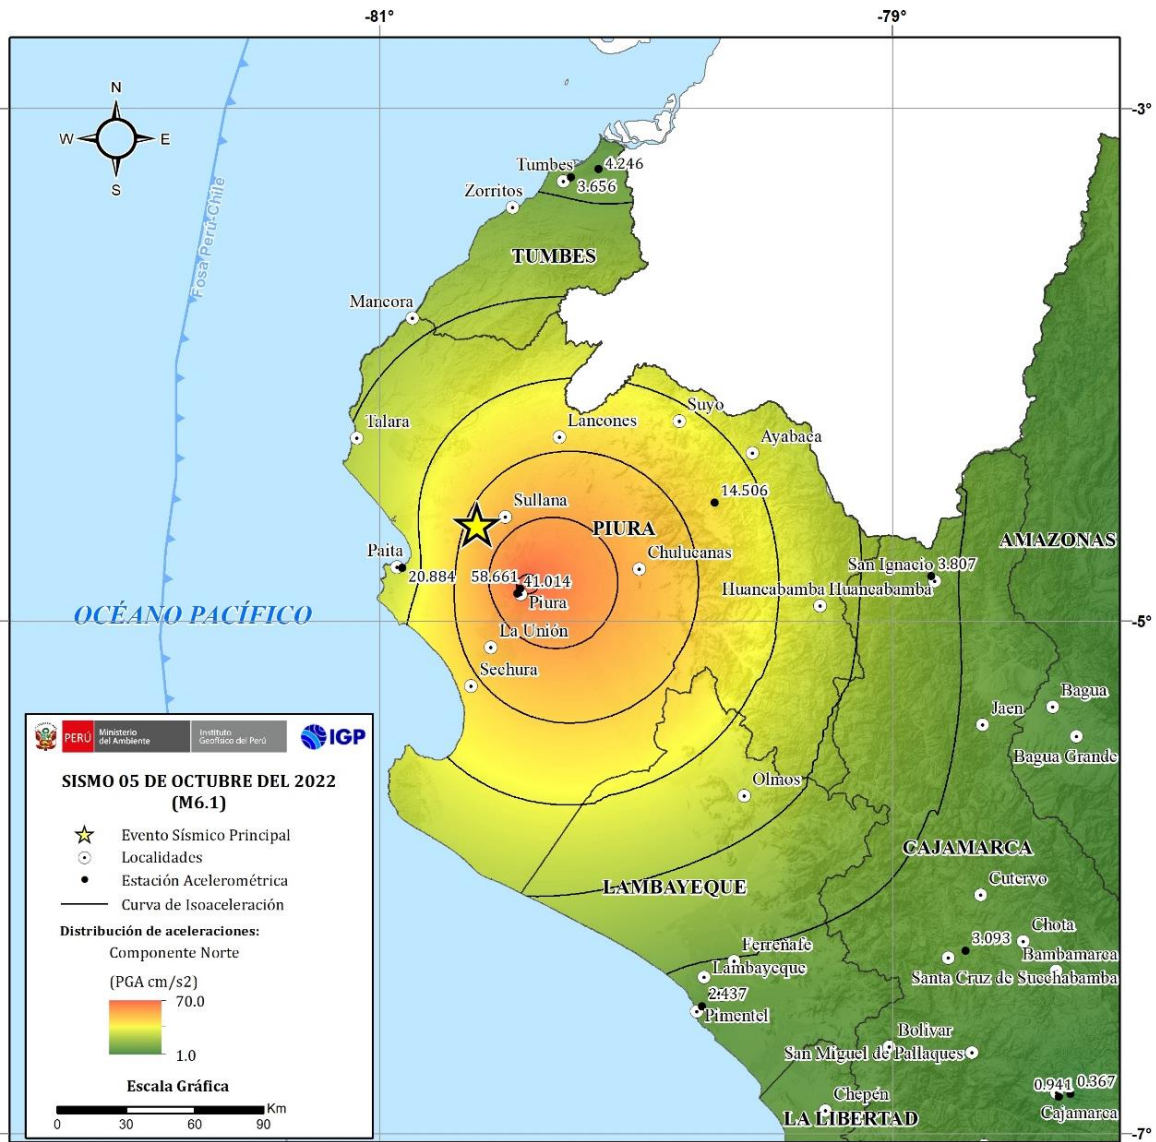 -81°
-79°
N
W
E
S
-3°
Tumbes
4.246
3.656
Zorritos
TUMBES
Fosa Perú-Chile
Mancora
Talara
Lancones
Suyo
Ayabaca
14.506
Sullana
PIURA
AMAZONAS
Paita
20.884
58.661
41.014
Piura
Chulucanas
San Ignacio
3.807
Huancabamba
Huancabamba
OCÉANO PACÍFICO
-5°
La Unión
Sechura
Bagua
Jaen
Bagua Grande
Olmos
CAJAMARCA
LAMBAYEQUE
Cutervo
Chota
3.093
Bambamarca
Santa Cruz de Succhabamba
Ferreñafe
Lambayeque
2.437
Pimentel
Bolivar
San Miguel de Pallaques
Chepén
0.941
0.367
Cajamarca
LA LIBERTAD
-7°
PERÚ
Ministerio
del Ambiente
Instituto
Geofísico del Perú
IGP
SISMO 05 DE OCTUBRE DEL 2022
(M6.1)
Evento Sísmico Principal
Localidades
Estación Acelerométrica
Curva de Isoaceleración
Distribución de aceleraciones:
Componente Norte
(PGA cm/s2)
70.0
1.0
Escala Gráfica
Km
0
30
60
90